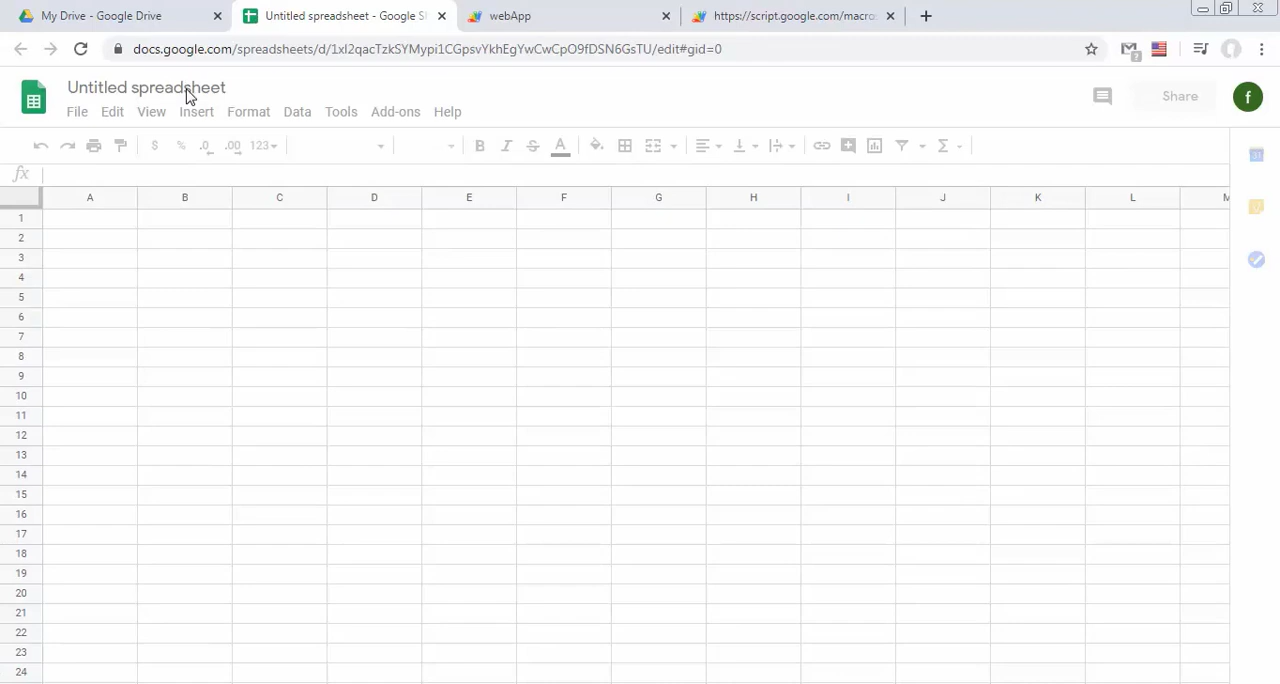 My Drive - Google Drive
Untitled spreadsheet - Google S
webApp
https://script.google.com/macro
docs.google.com/spreadsheets/d/1xl2qacTzkSYMypi1CGpsvYkhEgYwCwCpO9fDSN6GsTU/edit#gid=0
Untitled spreadsheet
File Edit View Insert Format Data Tools Add-ons Help
Share
f
$ % .0 .00 123 B I S A Σ
fx
A B C D E F G H I J K L M
1
2
3
4
5
6
7
8
9
10
11
12
13
14
15
16
17
18
19
20
21
22
23
24